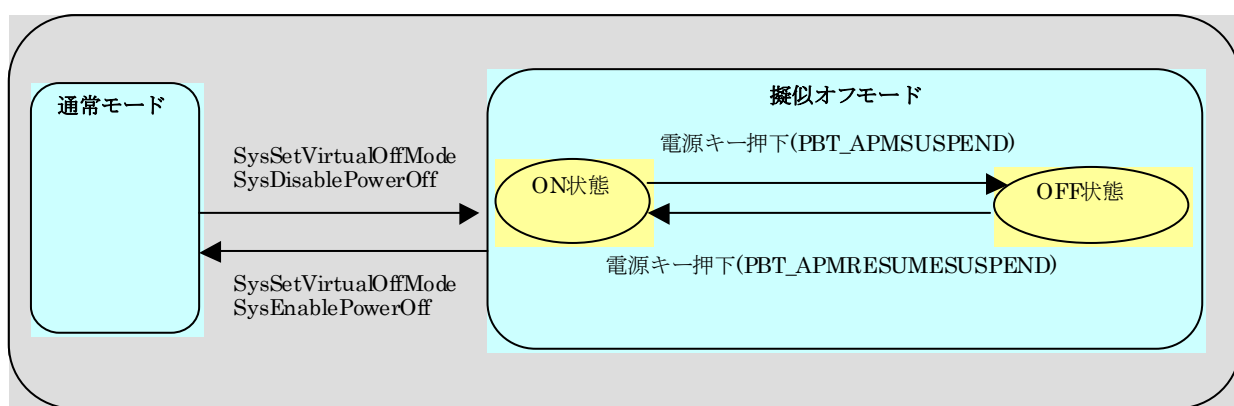 通常モード
擬似オフモード
電源キー押下(PBT_APMSUSPEND)
SysSetVirtualOffMode
SysDisablePowerOff
ON状態
OFF状態
電源キー押下(PBT_APMRESUMESUSPEND)
SysSetVirtualOffMode
SysEnablePowerOff